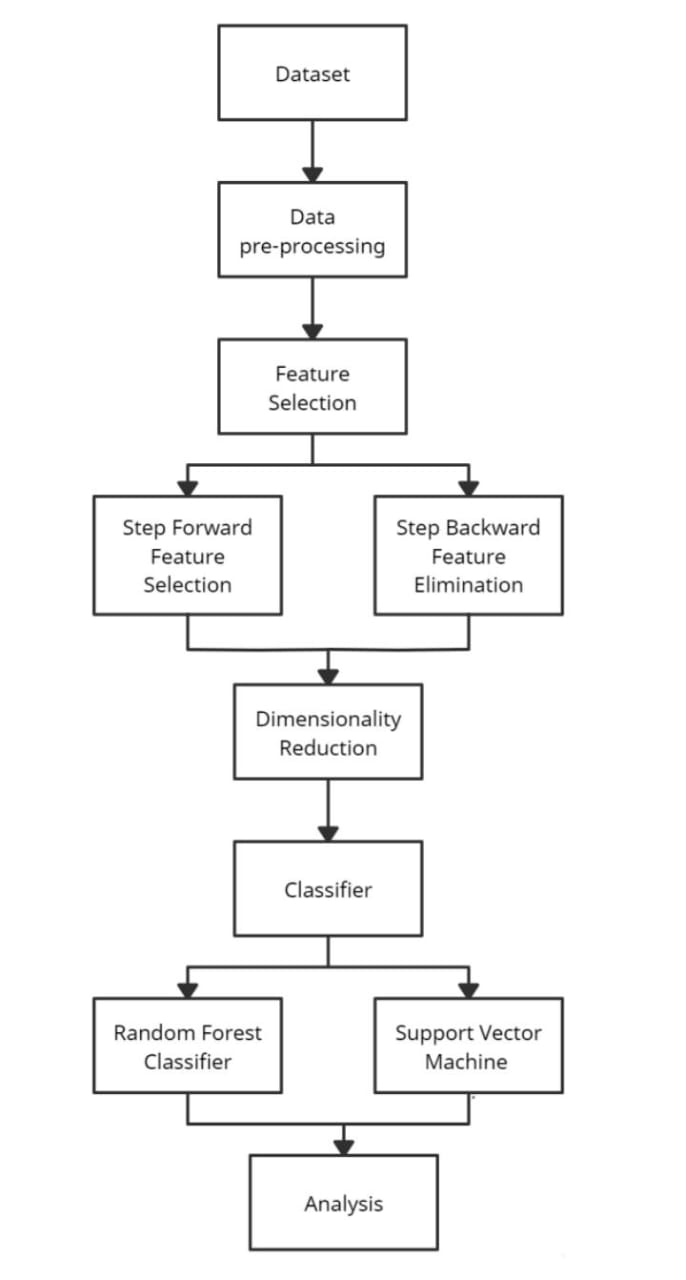 Dataset
Data
pre-processing
Feature
Selection
Step Forward
Feature
Selection
Step Backward
Feature
Elimination
Dimensionality
Reduction
Classifier
Random Forest
Classifier
Support Vector
Machine
Analysis